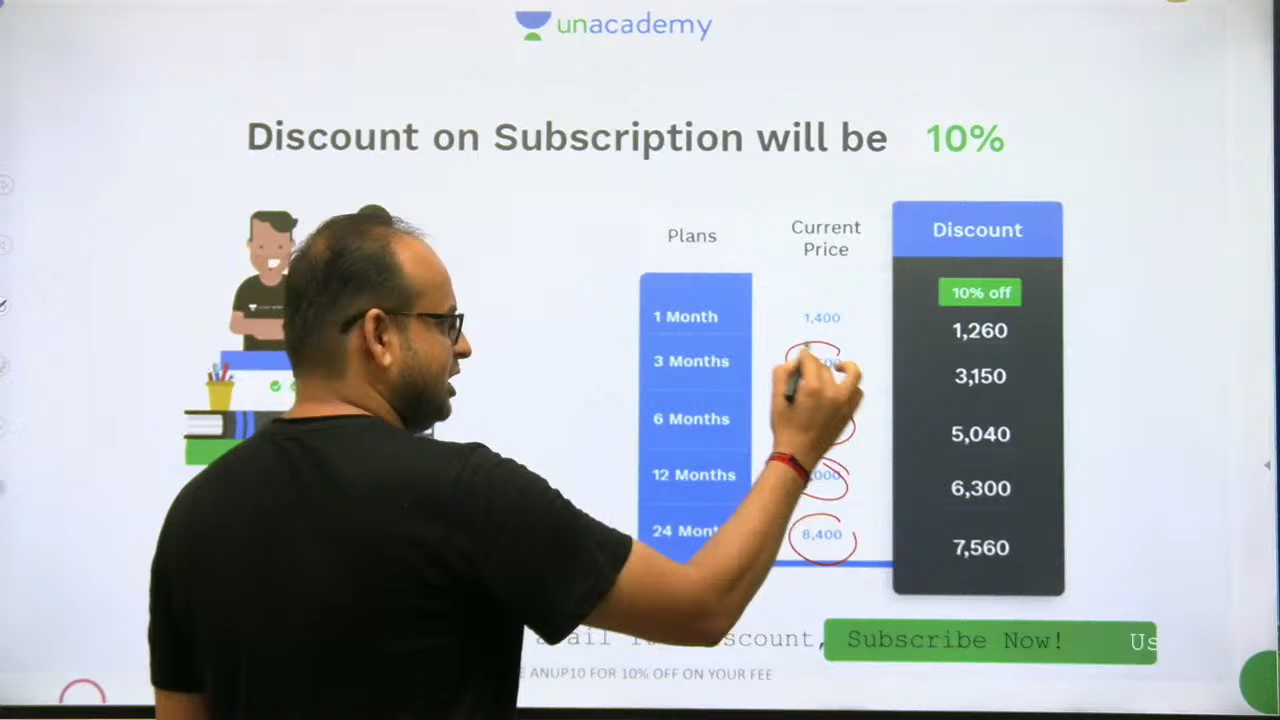 unacademy
Discount on Subscription will be 10%
Plans
Current
Price
Discount
10% off
1 Month 1,400 1,260
3 Months 3,150
6 Months 5,040
12 Months 6,300
24 8,400 7,560
Subscribe Now!
ANUP10 FOR 10% OFF ON YOUR FEE